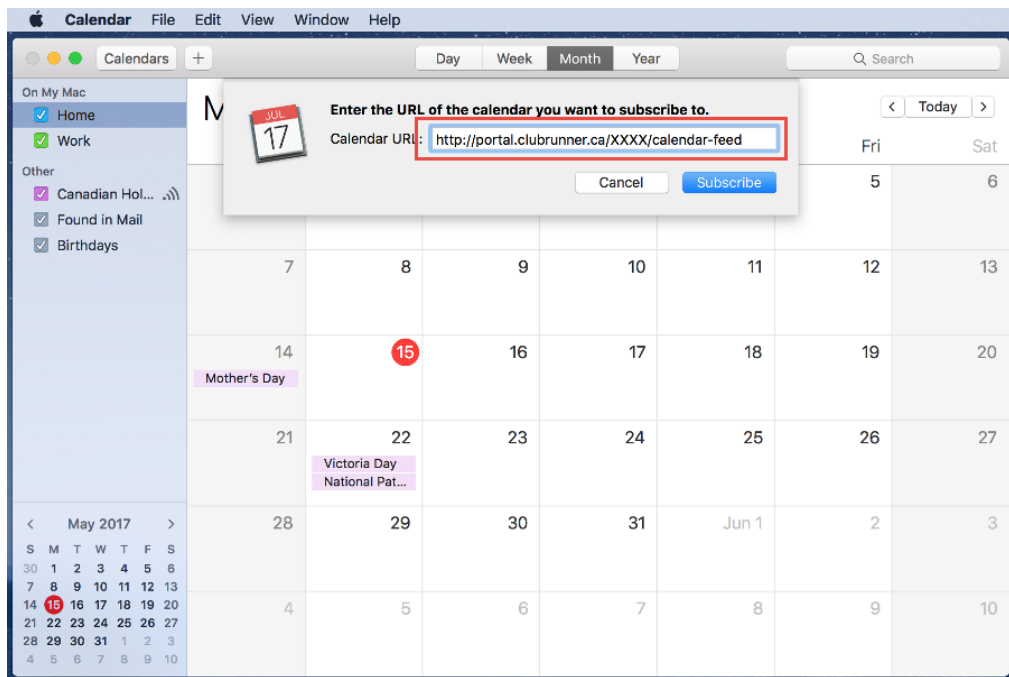 Calendar File Edit View Window Help
Calendars + Day Week Month Year Search
On My Mac
Home
Work
Other
Canadian Hol...
Found in Mail
Birthdays
M
JUL
17
Enter the URL of the calendar you want to subscribe to.
Calendar URL: http://portal.clubrunner.ca/XXXX/calendar-feed
Cancel Subscribe
< Today >
Fri Sat
5 6
7 8 9 10 11 12 13
14 15 16 17 18 19 20
Mother's Day
21 22 23 24 25 26 27
Victoria Day
National Pat...
28 29 30 31 Jun 1 2 3
4 5 6 7 8 9 10
< May 2017 >
S M T W T F S
30 1 2 3 4 5 6
7 8 9 10 11 12 13
14 15 16 17 18 19 20
21 22 23 24 25 26 27
28 29 30 31 1 2 3
4 5 6 7 8 9 10